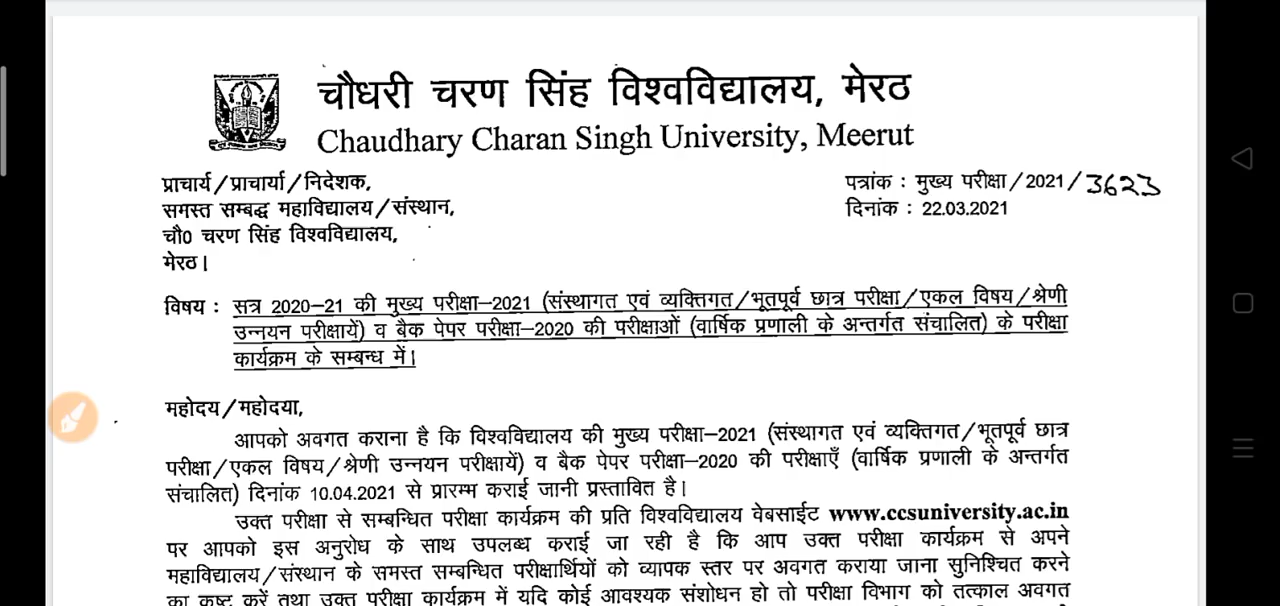 चौधरी चरण सिंह विश्वविद्यालय, मेरठ
Chaudhary Charan Singh University, Meerut
प्राचार्य/प्राचार्या/निदेशक,
समस्त सम्बद्ध महाविद्यालय/संस्थान,
चौ0 चरण सिंह विश्वविद्यालय,
मेरठ।
पत्रांक : मुख्य परीक्षा/2021/3623
दिनांक : 22.03.2021
विषय : सत्र 2020–21 की मुख्य परीक्षा–2021 (संस्थागत एवं व्यक्तिगत/भूतपूर्व छात्र परीक्षा/एकल विषय/श्रेणी
उन्नयन परीक्षायें) व बैक पेपर परीक्षा–2020 की परीक्षाओं (वार्षिक प्रणाली के अन्तर्गत संचालित) के परीक्षा
कार्यक्रम के सम्बन्ध में।
महोदय/महोदया,
आपको अवगत कराना है कि विश्वविद्यालय की मुख्य परीक्षा–2021 (संस्थागत एवं व्यक्तिगत/भूतपूर्व छात्र
परीक्षा/एकल विषय/श्रेणी उन्नयन परीक्षायें) व बैक पेपर परीक्षा–2020 की परीक्षाएँ (वार्षिक प्रणाली के अन्तर्गत
संचालित) दिनांक 10.04.2021 से प्रारम्भ कराई जानी प्रस्तावित है।
उक्त परीक्षा से सम्बन्धित परीक्षा कार्यक्रम की प्रति विश्वविद्यालय वेबसाईट www.ccsuniversity.ac.in
पर आपको इस अनुरोध के साथ उपलब्ध कराई जा रही है कि आप उक्त परीक्षा कार्यक्रम से अपने
महाविद्यालय/संस्थान के समस्त सम्बन्धित परीक्षार्थियों को व्यापक स्तर पर अवगत कराया जाना सुनिश्चित करने
का कष्ट करें तथा उक्त परीक्षा कार्यक्रम में यदि कोई आवश्यक संशोधन हो तो परीक्षा विभाग को तत्काल अवगत